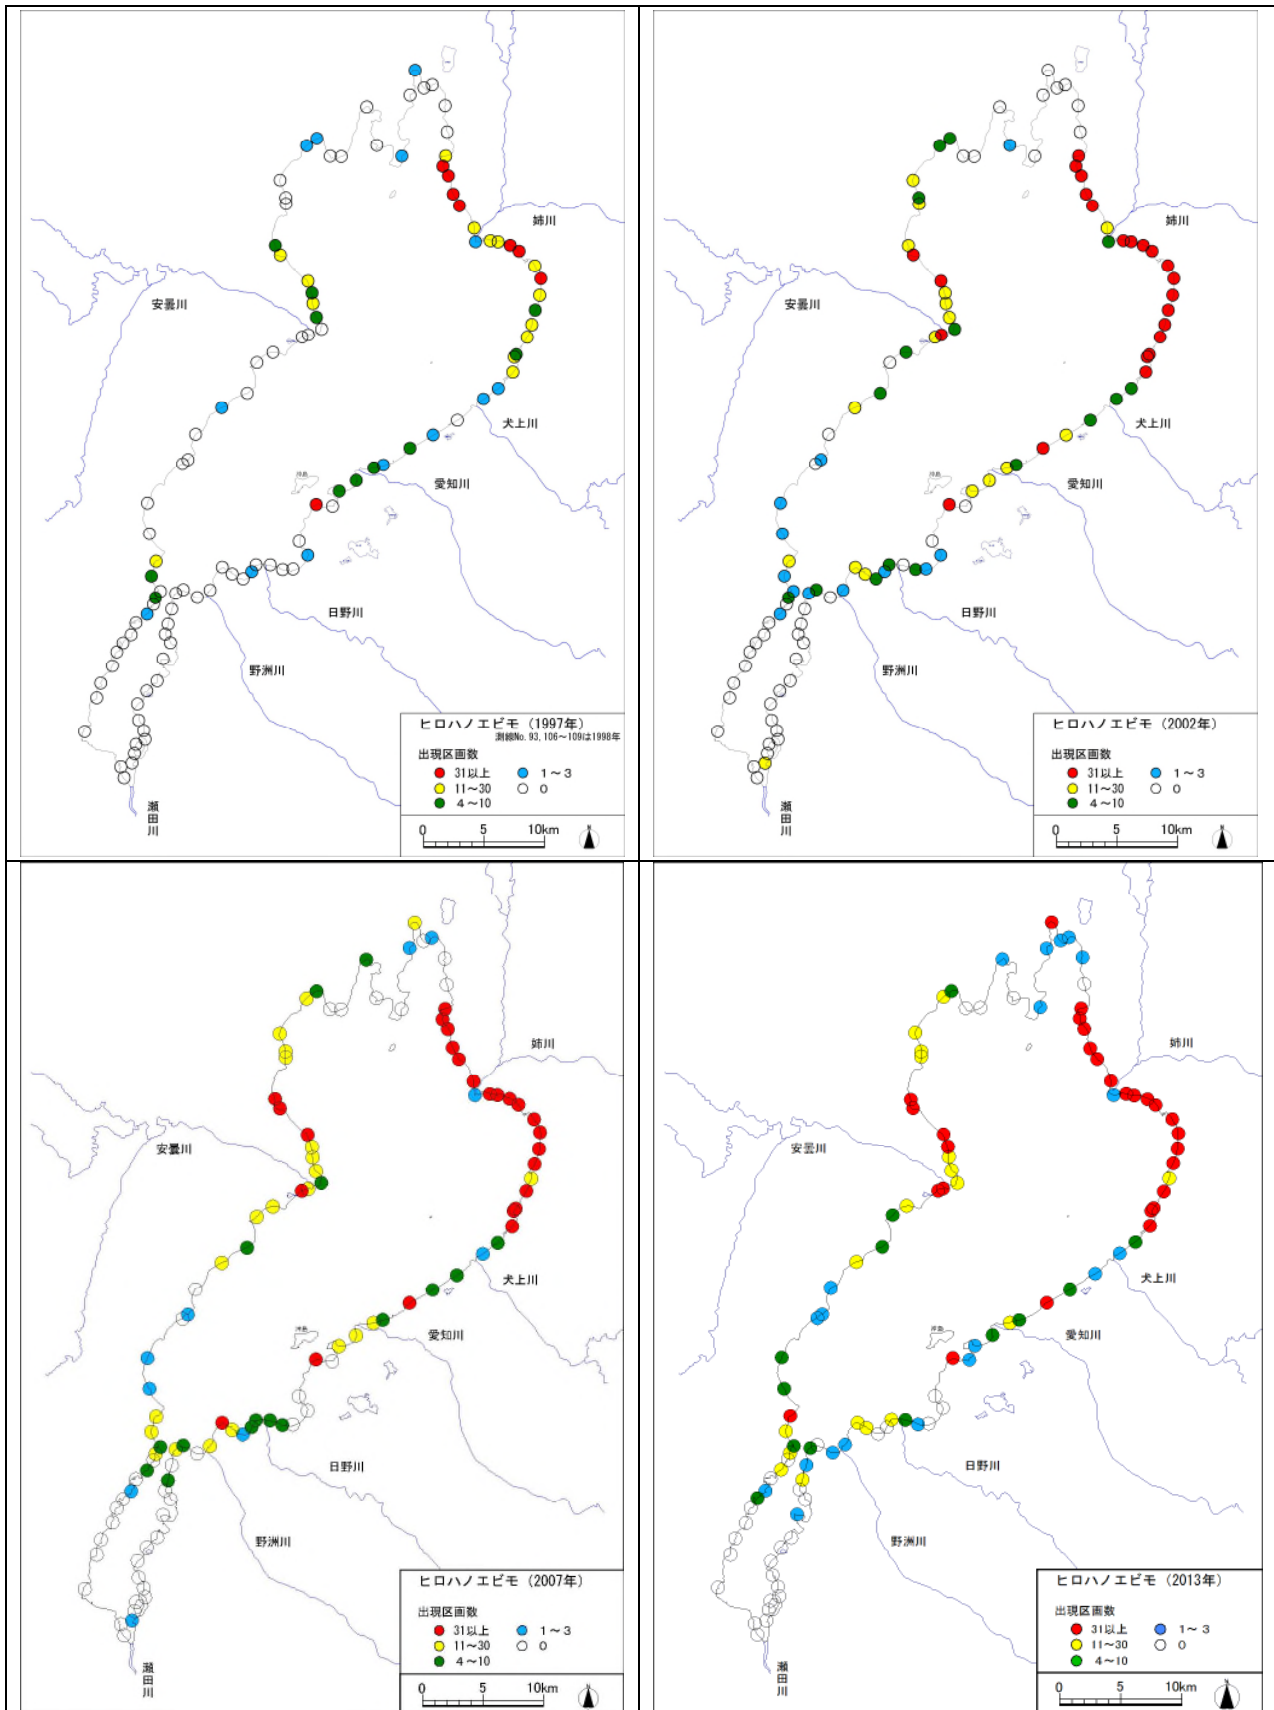 姉川
安曇川
犬上川
愛知川
沖島
日野川
野洲川
瀬田川
ヒロハノエビモ（1997年）
測線No. 93, 106～109は1998年
出現区画数
31以上 1～3
11～30 0
4～10
0 5 10km
N
姉川
安曇川
犬上川
愛知川
沖島
日野川
野洲川
瀬田川
ヒロハノエビモ（2002年）
出現区画数
31以上 1～3
11～30 0
4～10
0 5 10km
N
姉川
安曇川
犬上川
愛知川
沖島
日野川
野洲川
瀬田川
ヒロハノエビモ（2007年）
出現区画数
31以上 1～3
11～30 0
4～10
0 5 10km
N
姉川
安曇川
犬上川
愛知川
沖島
日野川
野洲川
瀬田川
ヒロハノエビモ（2013年）
出現区画数
31以上 1～3
11～30 0
4～10
0 5 10km
N